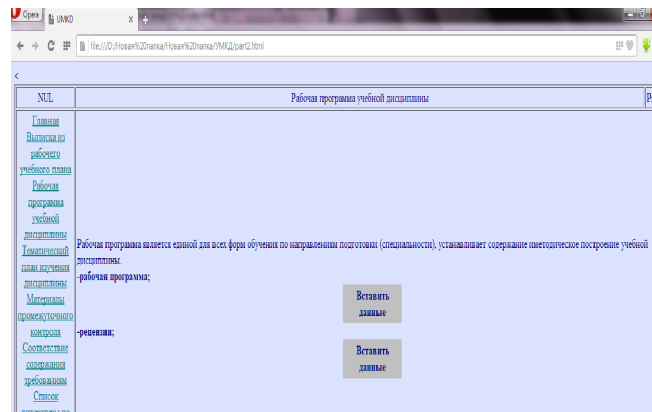 Opera
UMKD
file:///D:/Новая%20папка/Новая%20папка/УМКД/part2.html
<
NUL
Рабочая программа учебной дисциплины
Главная
Выписка из
рабочего
учебного плана
Рабочая
программа
учебной
дисциплины
Тематический
план изучения
дисциплины
Материалы
промежуточного
контроля
Соответствие
содержания
требованиям
Список
Рабочая программа является единой для всех форм обучения по направлениям подготовки (специальности), устанавливает содержание иметодическое построение учебной
дисциплины.
-рабочая программа;
Вставить
данные
-рецензии;
Вставить
данные